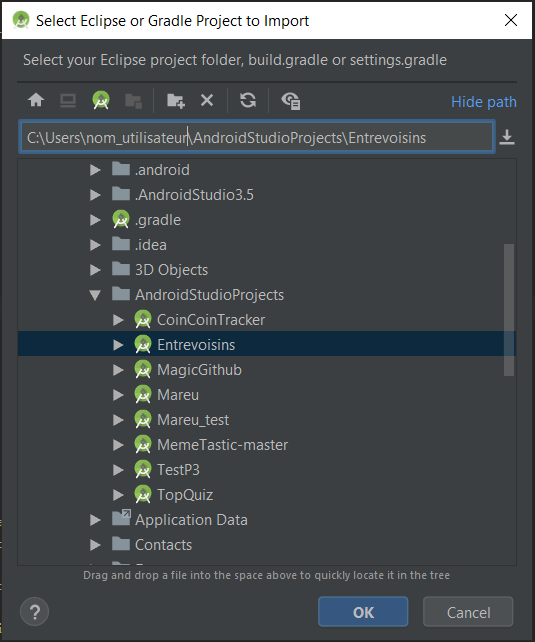 Select Eclipse or Gradle Project to Import
Select your Eclipse project folder, build.gradle or settings.gradle
Hide path
C:\Users\nom_utilisateur\AndroidStudioProjects\Entrevoisins
.android
.AndroidStudio3.5
.gradle
.idea
3D Objects
AndroidStudioProjects
CoinCoinTracker
Entrevoisins
MagicGithub
Mareu
Mareu_test
MemeTastic-master
TestP3
TopQuiz
Application Data
Contacts
Drag and drop a file into the space above to quickly locate it in the tree
?
OK
Cancel